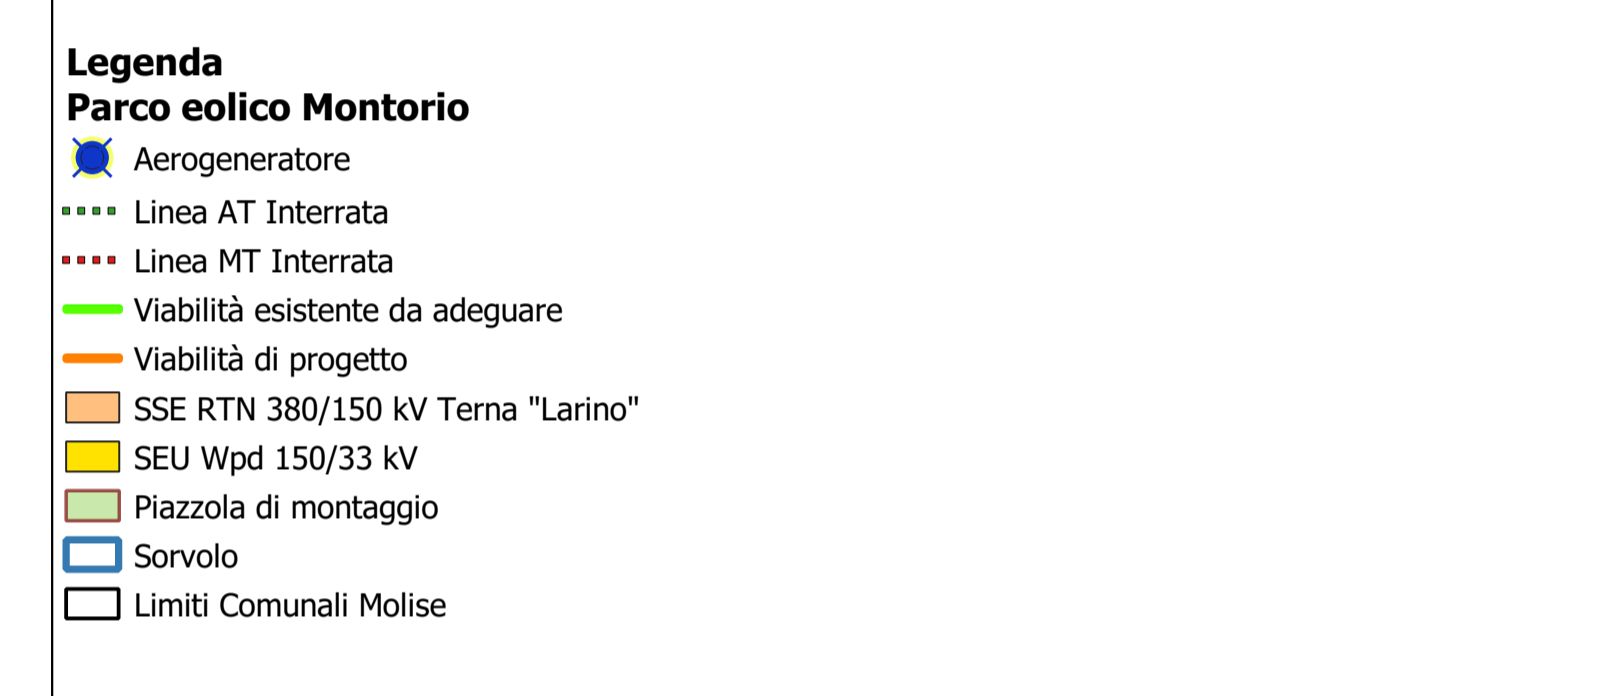 Legenda
Parco eolico Montorio
Aerogeneratore
Linea AT Interrata
Linea MT Interrata
Viabilità esistente da adeguare
Viabilità di progetto
SSE RTN 380/150 kV Terna "Larino"
SEU Wpd 150/33 kV
Piazzola di montaggio
Sorvolo
Limiti Comunali Molise